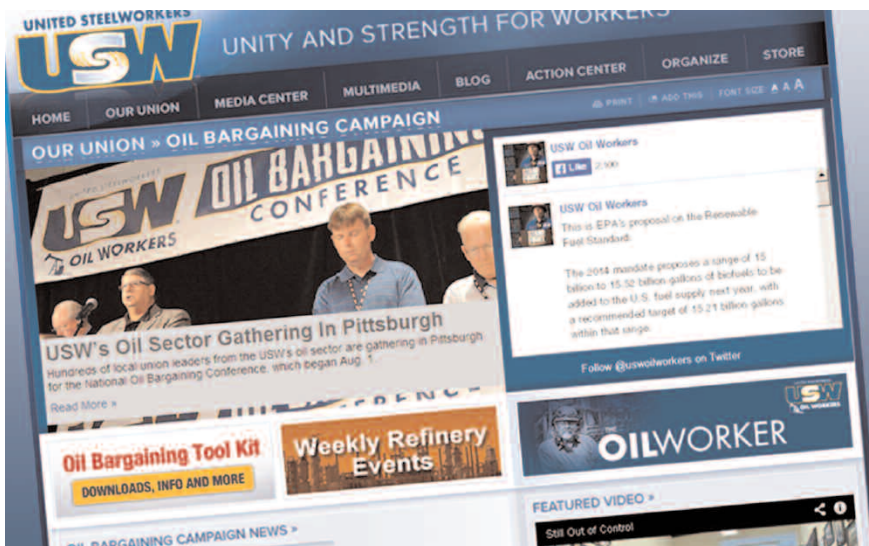 UNITED STEELWORKERS
USW
UNITY AND STRENGTH FOR WORKERS
HOME OUR UNION MEDIA CENTER MULTIMEDIA BLOG ACTION CENTER ORGANIZE STORE
PRINT ADD THIS FONT SIZE: A A A
OUR UNION » OIL BARGAINING CAMPAIGN
UNITED STEELWORKERS
USW
OIL WORKERS
OIL BARGAINING
CONFERENCE
USW's Oil Sector Gathering In Pittsburgh
Hundreds of local union leaders from the USW's oil sector are gathering in Pittsburgh
for the National Oil Bargaining Conference, which began Aug. 1
Read More »
USW Oil Workers
Like
USW Oil Workers
This is EPA's proposal on the Renewable
Fuel Standard:
The 2014 mandate proposes a range of 15
billion to 15.52 billion gallons of biofuels to be
added to the U.S. fuel supply next year, with
a recommended target of 15.21 billion gallons
within that range.
Follow @uswoilworkers on Twitter
Oil Bargaining Tool Kit
DOWNLOADS, INFO AND MORE
Weekly Refinery
Events
USW
OIL WORKERS
OILWORKER
OIL BARGAINING CAMPAIGN NEWS »
FEATURED VIDEO »
Still Out of Control